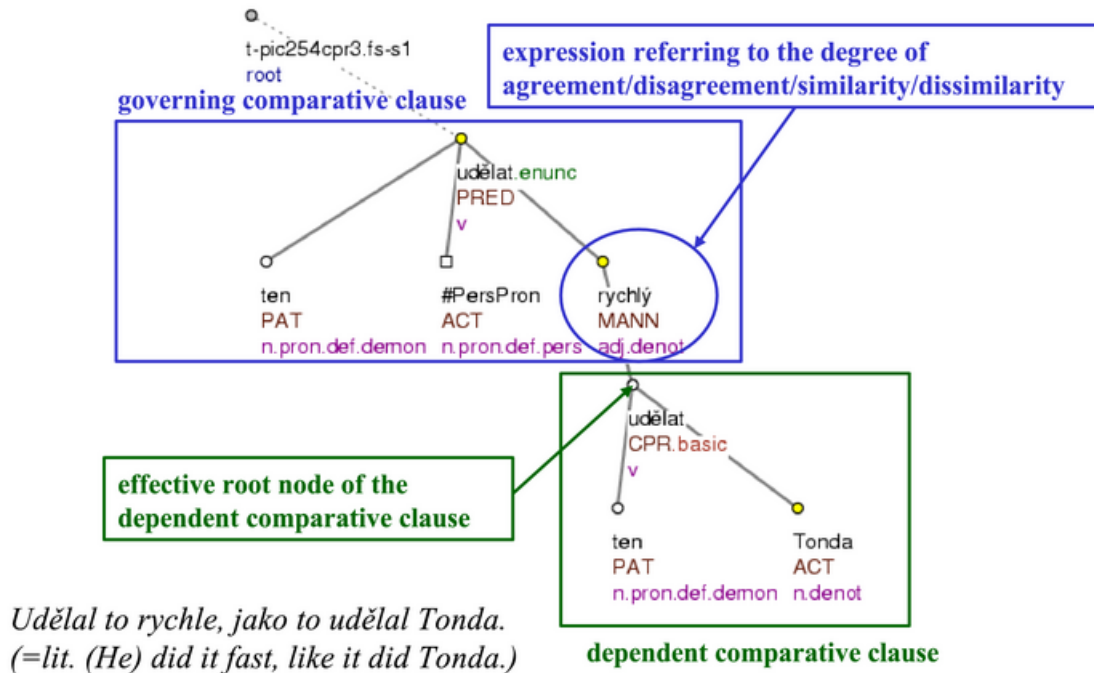 t-pic254cpr3.fs-s1
root
governing comparative clause
expression referring to the degree of
agreement/disagreement/similarity/dissimilarity
udělat.enunc
PRED
v
ten
PAT
n.pron.def.demon
#PersPron
ACT
n.pron.def.pers
rychlý
MANN
adj.denot
udělat
CPR.basic
v
effective root node of the
dependent comparative clause
ten
PAT
n.pron.def.demon
Tonda
ACT
n.denot
Udělal to rychle, jako to udělal Tonda.
(=lit. (He) did it fast, like it did Tonda.)
dependent comparative clause